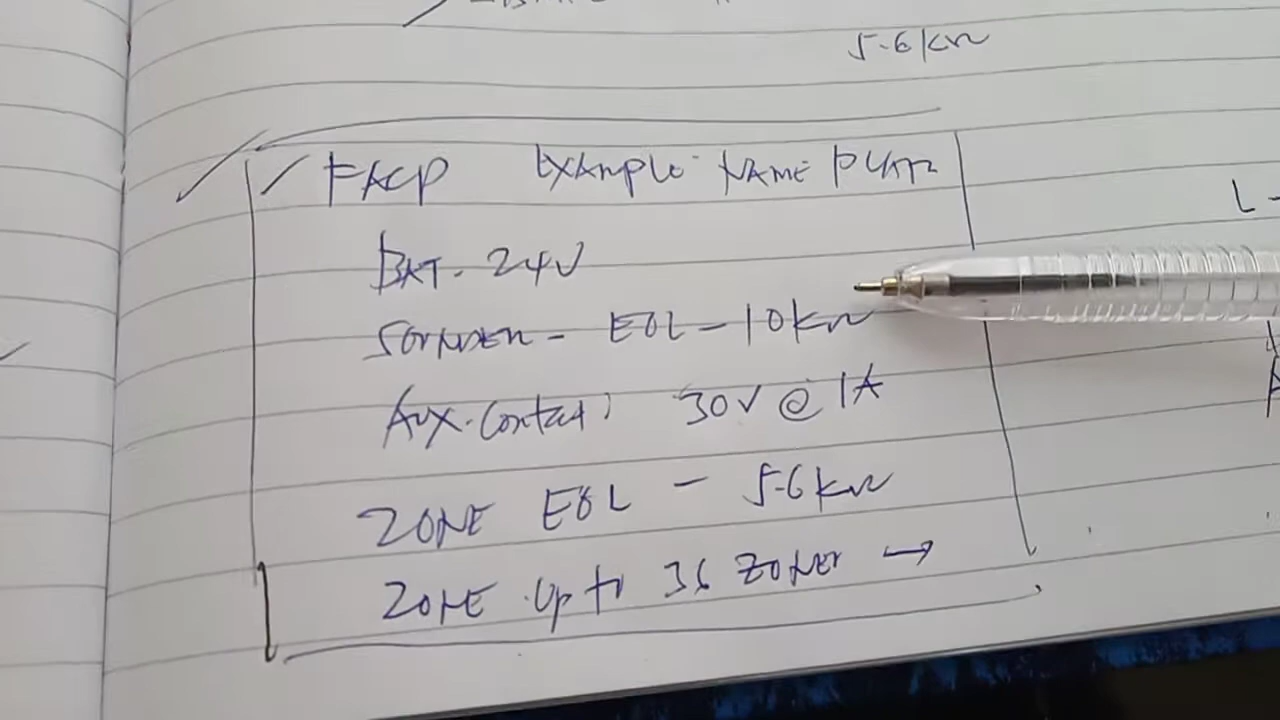 5.6kΩ
FACP Example NAME PLATE
BAT. 24V
SOUNDER - EOL - 10kΩ
Aux. Contact 30V @ 1A
ZONE EOL - 5.6kΩ
ZONE Up to 36 ZONES →
L -